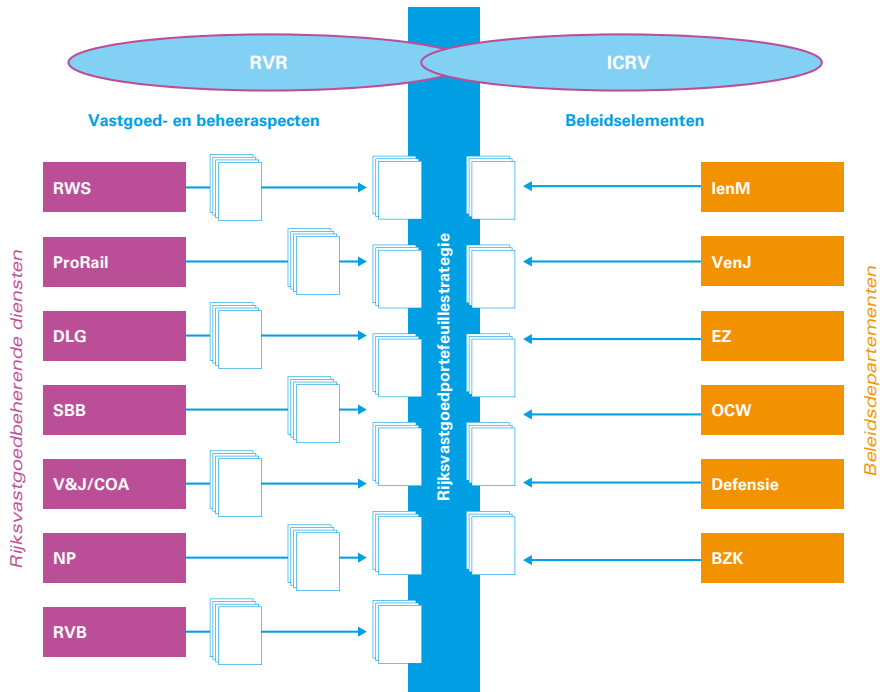 RVR
ICRV
Vastgoed- en beheeraspecten
Beleidselementen
Rijksvastgoedbeherende diensten
RWS
ProRail
DLG
SBB
V&J/COA
NP
RVB
Rijksvastgoedportefeuillestrategie
IenM
VenJ
EZ
OCW
Defensie
BZK
Beleidsdepartementen